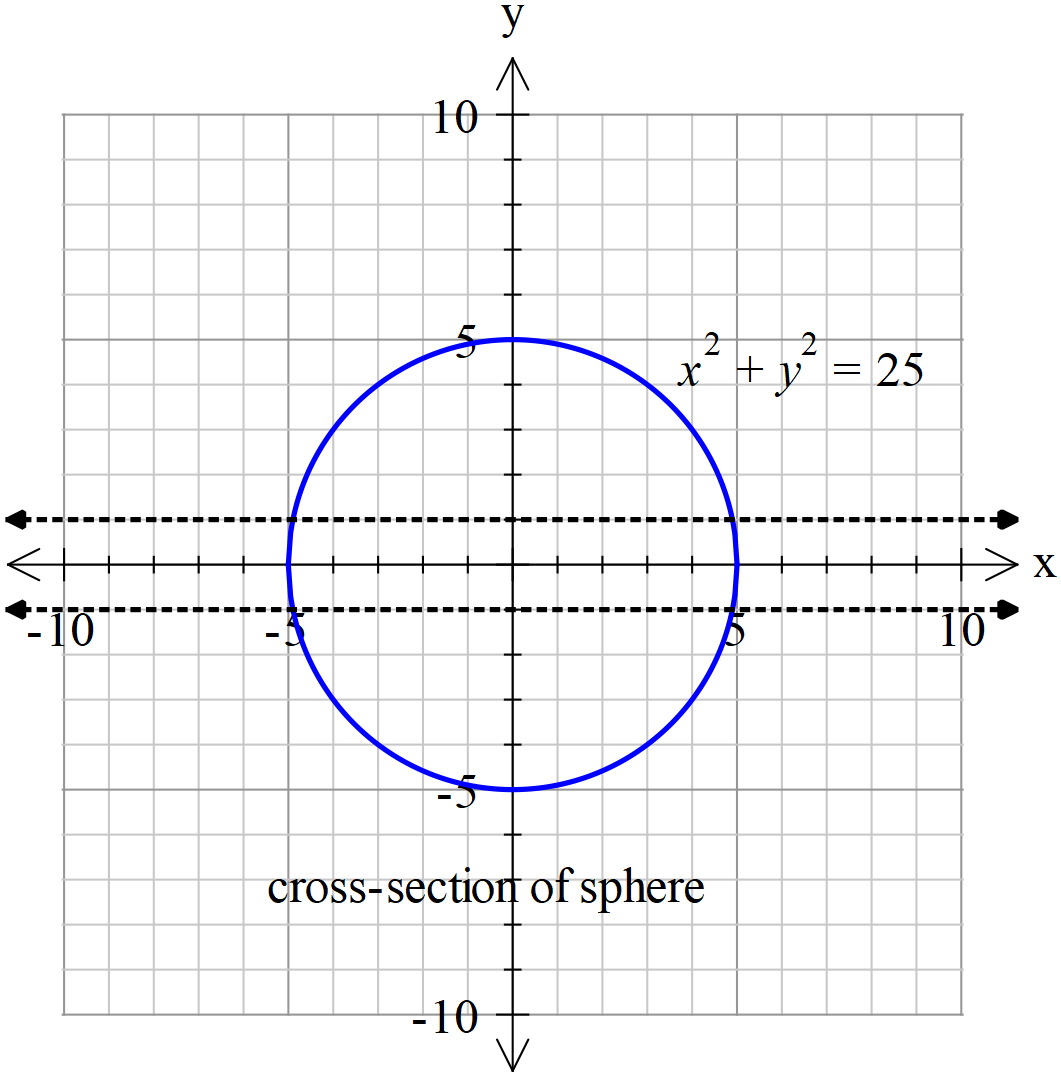 y
10
5
x² + y² = 25
x
-10
-5
5
10
-5
cross-section of sphere
-10